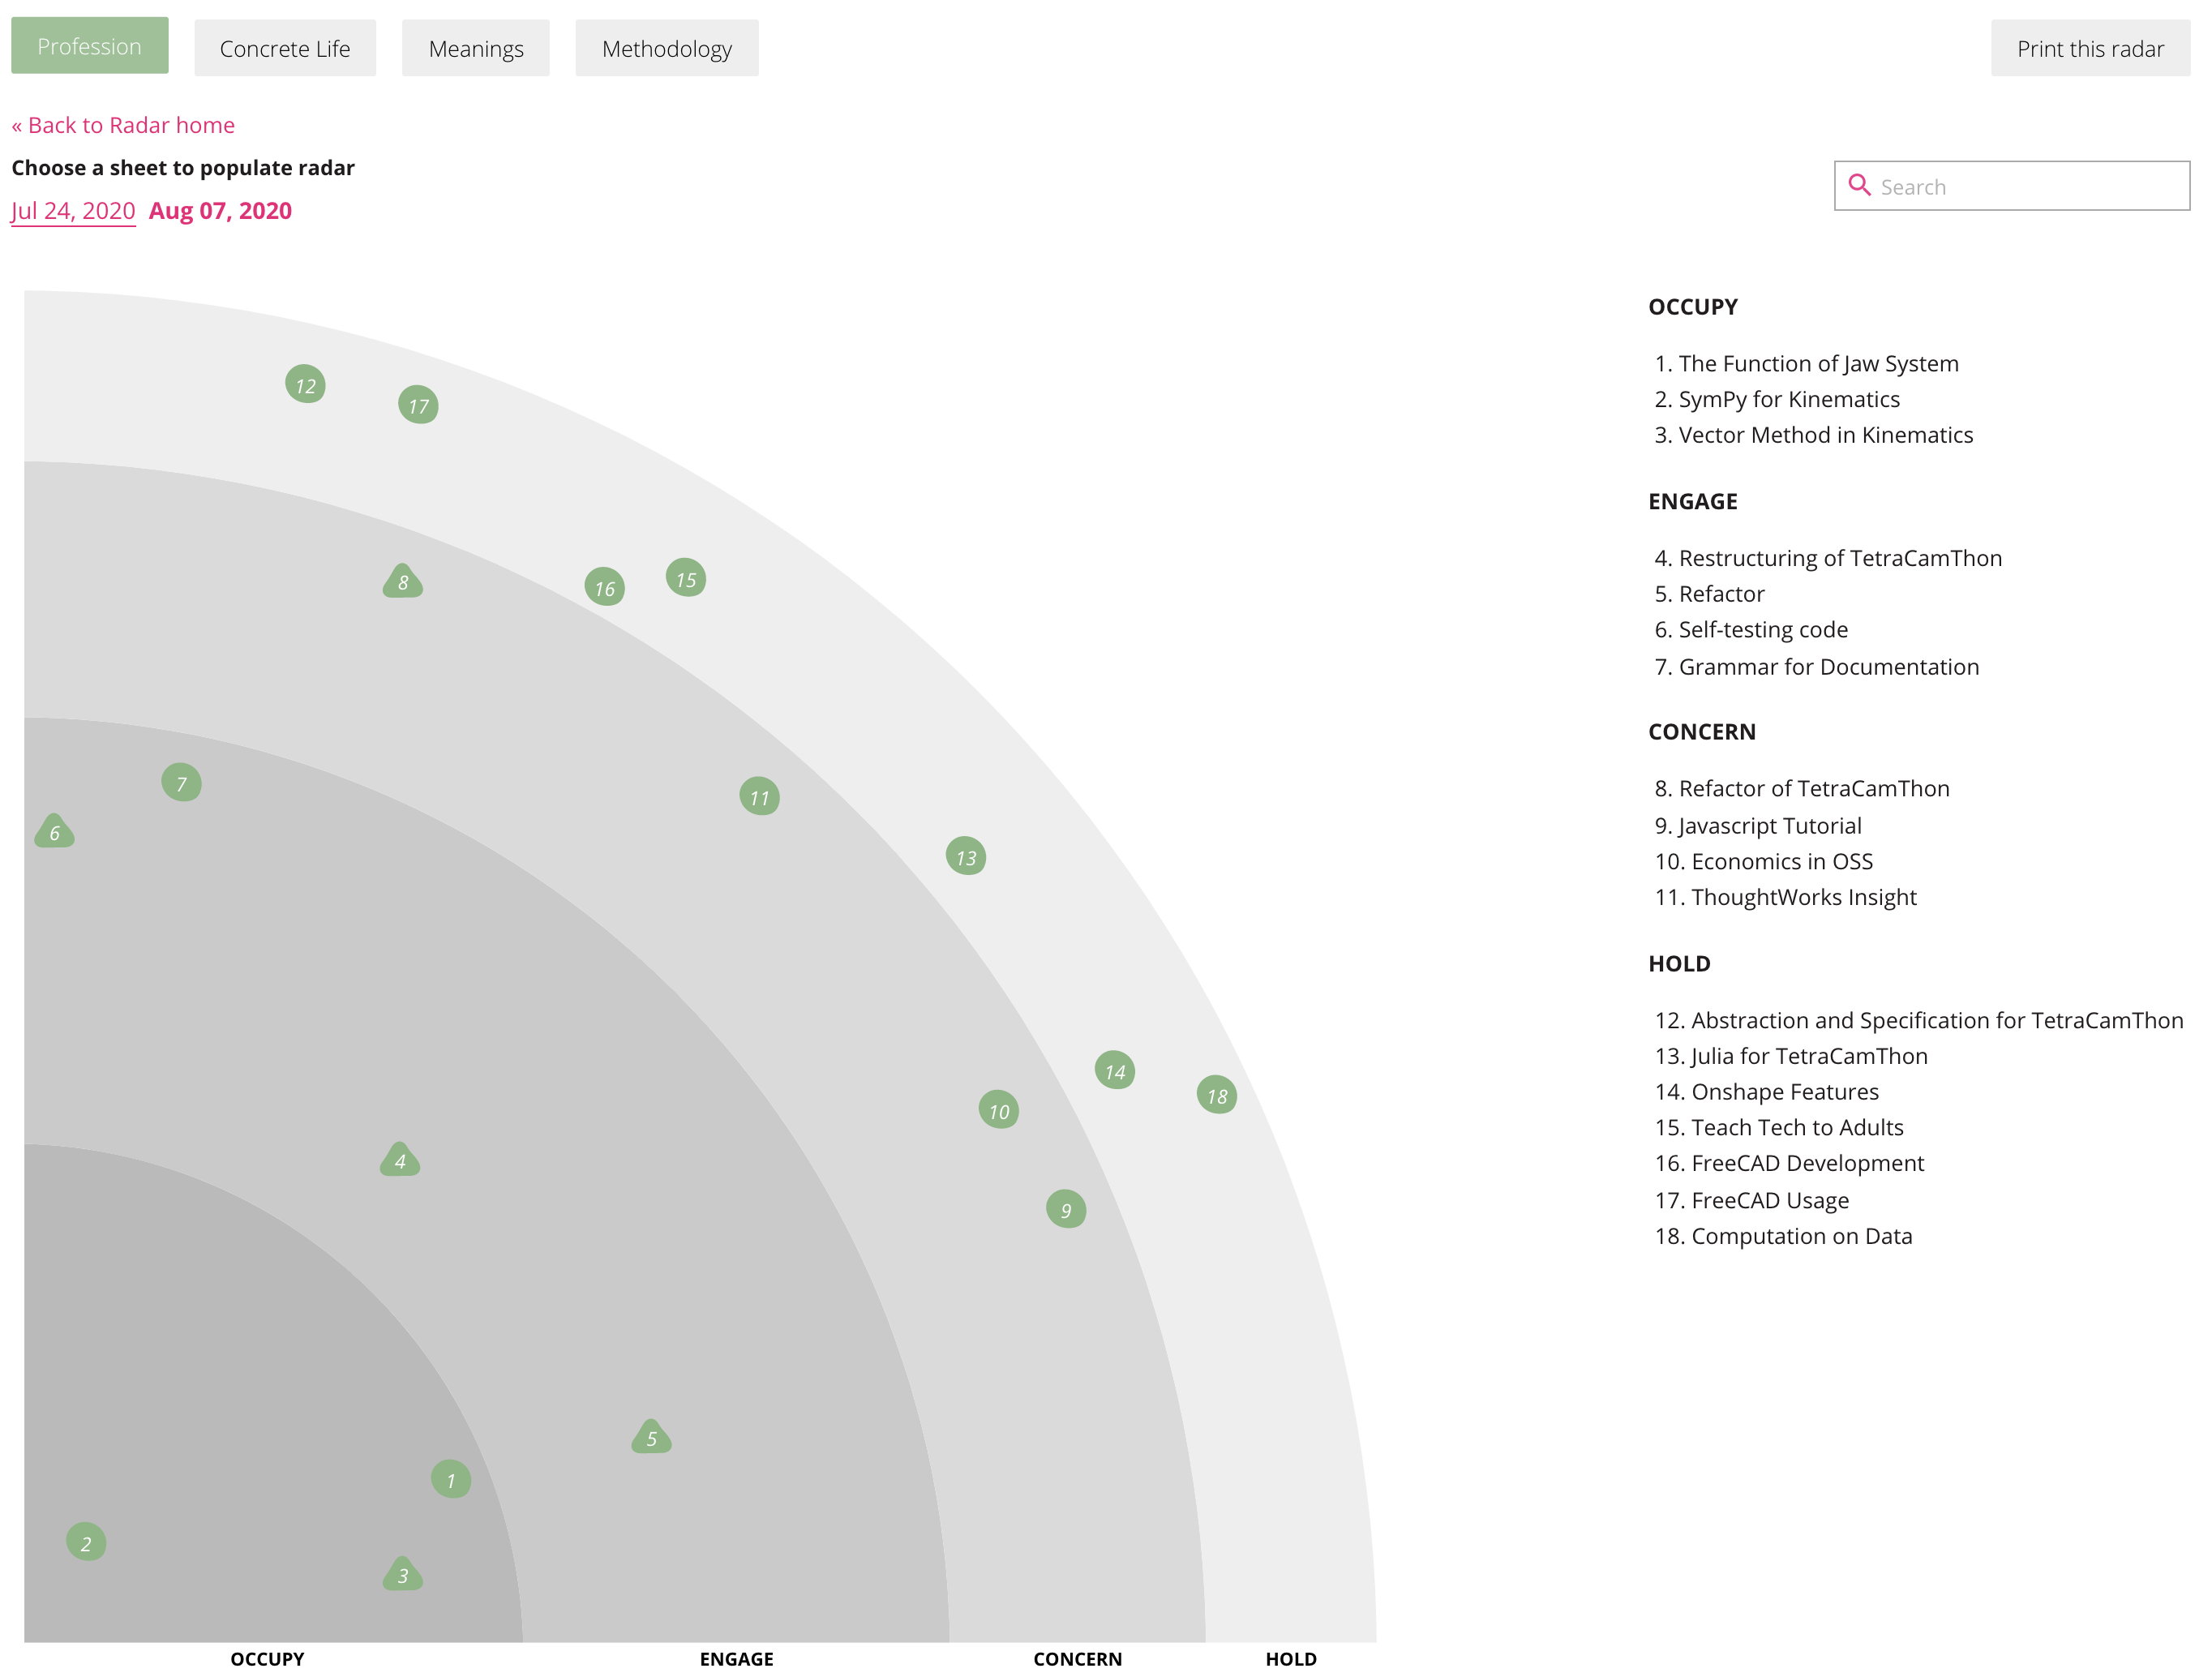 Profession Concrete Life Meanings Methodology Print this radar
« Back to Radar home
Choose a sheet to populate radar
Jul 24, 2020 Aug 07, 2020
Search
12
17
8
16
15
7
6
11
13
14
18
10
4
9
5
1
2
3
OCCUPY ENGAGE CONCERN HOLD
OCCUPY
1. The Function of Jaw System
2. SymPy for Kinematics
3. Vector Method in Kinematics
ENGAGE
4. Restructuring of TetraCamThon
5. Refactor
6. Self-testing code
7. Grammar for Documentation
CONCERN
8. Refactor of TetraCamThon
9. Javascript Tutorial
10. Economics in OSS
11. ThoughtWorks Insight
HOLD
12. Abstraction and Specification for TetraCamThon
13. Julia for TetraCamThon
14. Onshape Features
15. Teach Tech to Adults
16. FreeCAD Development
17. FreeCAD Usage
18. Computation on Data